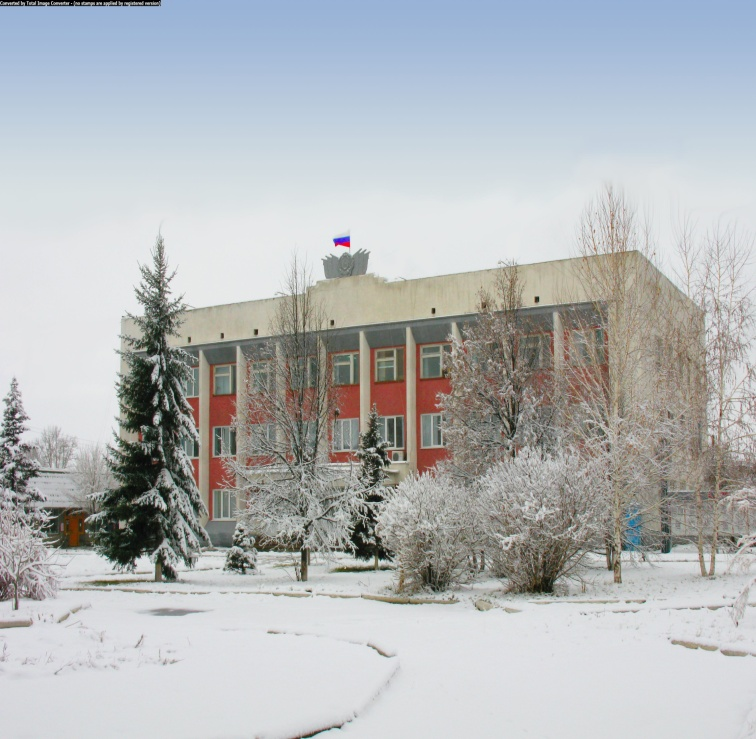 Converted by Total Image Converter - (no stamps are applied by registered version)